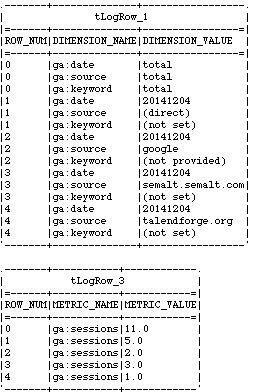 .-------+--------------+-----------------.
|               tLogRow_1                |
|=------+--------------+----------------=|
|ROW_NUM|DIMENSION_NAME|DIMENSION_VALUE  |
|=------+--------------+----------------=|
|0      |ga:date       |total            |
|0      |ga:source     |total            |
|0      |ga:keyword    |total            |
|1      |ga:date       |20141204         |
|1      |ga:source     |(direct)         |
|1      |ga:keyword    |(not set)        |
|2      |ga:date       |20141204         |
|2      |ga:source     |google           |
|2      |ga:keyword    |(not provided)   |
|3      |ga:date       |20141204         |
|3      |ga:source     |semalt.semalt.com|
|3      |ga:keyword    |(not set)        |
|4      |ga:date       |20141204         |
|4      |ga:source     |talendforge.org  |
|4      |ga:keyword    |(not set)        |
'-------+--------------+-----------------'
.-------+-----------+------------.
|           tLogRow_3            |
|=------+-----------+-----------=|
|ROW_NUM|METRIC_NAME|METRIC_VALUE|
|=------+-----------+-----------=|
|0      |ga:sessions|11.0        |
|1      |ga:sessions|5.0         |
|2      |ga:sessions|2.0         |
|3      |ga:sessions|3.0         |
|4      |ga:sessions|1.0         |
'-------+-----------+------------'